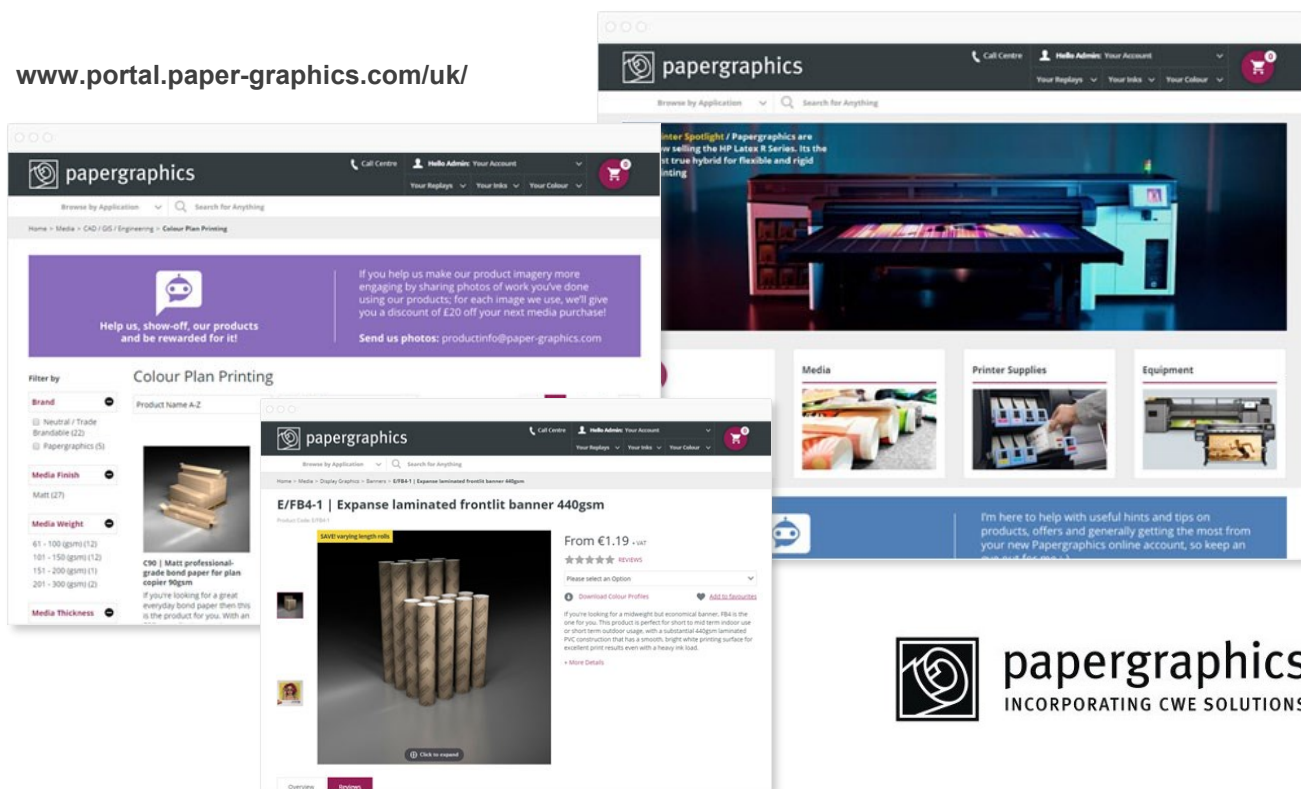 www.portal.paper-graphics.com/uk/
papergraphics
Call Centre
Hello Admin: Your Account
0
Your Replays
Your Inks
Your Colour
Browse by Application
Search for Anything
Printer Spotlight / Papergraphics are
selling the HP Latex R Series. Its the
true hybrid for flexible and rigid
Media
Printer Supplies
Equipment
I'm here to help with useful hints and tips on
products, offers and generally getting the most from
your new Papergraphics online account, so keep an
papergraphics
Call Centre
Hello Admin: Your Account
0
Your Replays
Your Inks
Your Colour
Browse by Application
Search for Anything
Home > Media > CAD / GIS / Engineering > Colour Plan Printing
Help us, show-off, our products
and be rewarded for it!
If you help us make our product imagery more
engaging by sharing photos of work you've done
using our products; for each image we use, we'll give
you a discount of £20 off your next media purchase!
Send us photos: productinfo@paper-graphics.com
Filter by
Colour Plan Printing
Brand
Product Name A-Z
Neutral / Trade
Brandable (22)
Papergraphics (5)
Media Finish
Matt (27)
Media Weight
61 - 100 (gsm) (12)
101 - 150 (gsm) (12)
151 - 200 (gsm) (1)
201 - 300 (gsm) (2)
Media Thickness
C90 | Matt professional-
grade bond paper for plan
copier 90gsm
If you're looking for a great
everyday bond paper then this
is the product for you. With an
papergraphics
Call Centre
Hello Admin: Your Account
0
Your Replays
Your Inks
Your Colour
Browse by Application
Search for Anything
Home > Media > Display Graphics > Banners > E/FB4-1 | Expanse laminated frontlit banner 440gsm
E/FB4-1 | Expanse laminated frontlit banner 440gsm
Product Code: E/FB4-1
SAVE! varying length rolls
From €1.19 + VAT
REVIEWS
Please select an Option
Download Colour Profiles
Add to favourites
If you're looking for a midweight but economical banner, FB4 is the
one for you. This product is perfect for short to mid term indoor use
or short term outdoor usage, with a substantial 440gsm laminated
PVC construction that has a smooth, bright white printing surface for
excellent print results even with a heavy ink load.
+ More Details
Click to expand
Overview
Reviews
papergraphics
INCORPORATING CWE SOLUTIONS